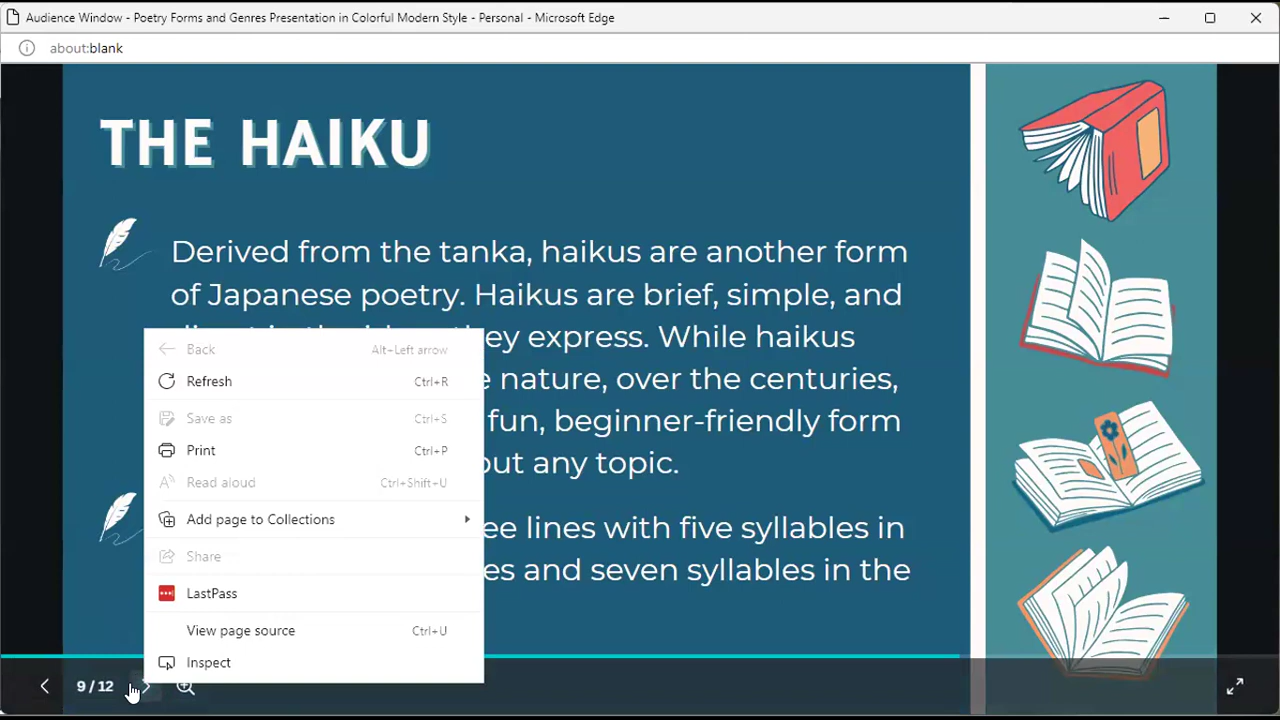 Audience Window - Poetry Forms and Genres Presentation in Colorful Modern Style - Personal - Microsoft Edge
about:blank
THE HAIKU
Derived from the tanka, haikus are another form
of Japanese poetry. Haikus are brief, simple, and
they express. While haikus
nature, over the centuries,
fun, beginner-friendly form
any topic.
lines with five syllables in
and seven syllables in the
Back Alt+Left arrow
Refresh Ctrl+R
Save as Ctrl+S
Print Ctrl+P
Read aloud Ctrl+Shift+U
Add page to Collections
Share
LastPass
View page source Ctrl+U
Inspect
9 / 12